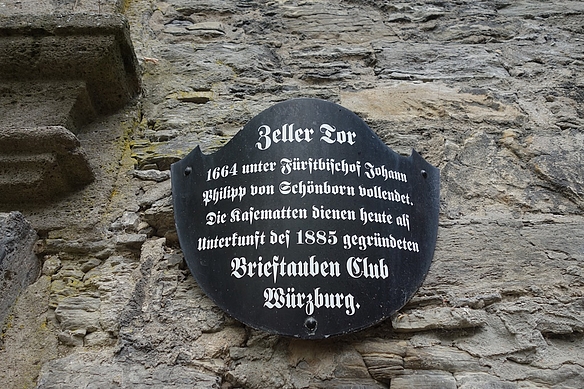 Zeller Tor
1664 unter Fürstbischof Johann
Philipp von Schönborn vollendet.
Die Kasematten dienen heute als
Unterkunft des 1885 gegründeten
Brieftauben Club
Würzburg.